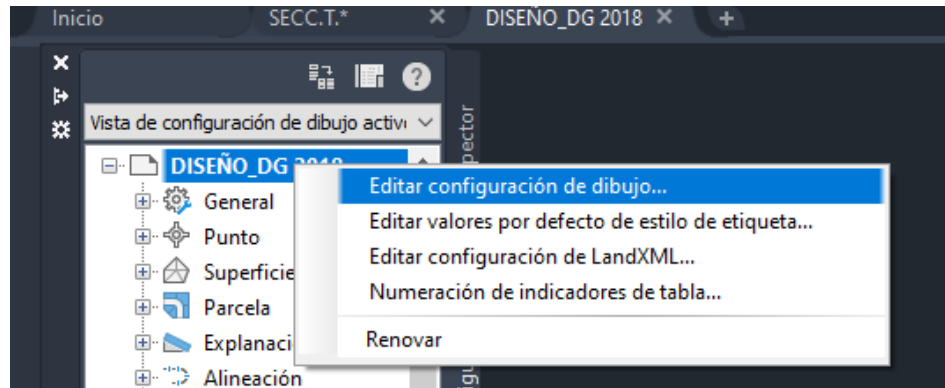 Inicio SECC.T.* DISEÑO_DG 2018
Vista de configuración de dibujo
DISEÑO_DG 2018
General
Punto
Superficie
Parcela
Alineación
Editar configuración de dibujo...
Editar valores por defecto de estilo de etiqueta...
Editar configuración de LandXML...
Numeración de indicadores de tabla...
Renovar